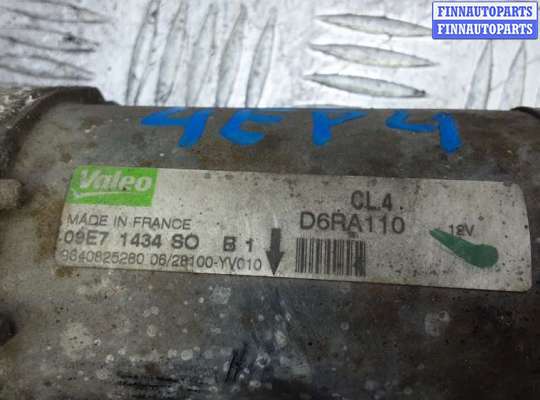 FINNAUTOPARTS
FINNAUTOPARTS
4EP4
Valeo
CL4
MADE IN FRANCE
D6RA110
09E7 1434 SO B 1
12V
9640825280 06/28100-YV010